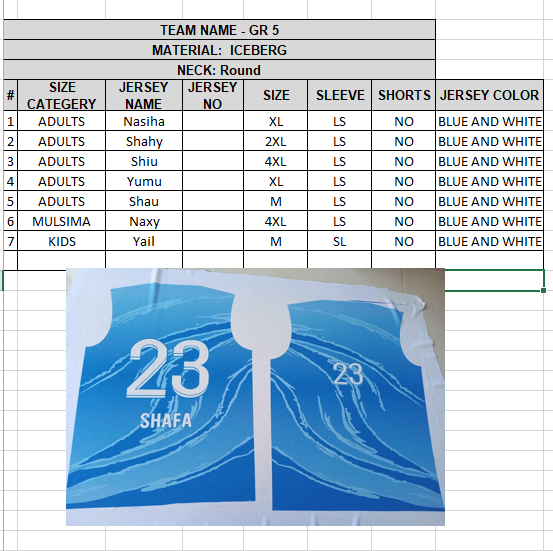 TEAM NAME - GR 5
MATERIAL: ICEBERG
NECK: Round
# SIZE CATEGERY JERSEY NAME JERSEY NO SIZE SLEEVE SHORTS JERSEY COLOR
1 ADULTS Nasiha XL LS NO BLUE AND WHITE
2 ADULTS Shahy 2XL LS NO BLUE AND WHITE
3 ADULTS Shiu 4XL LS NO BLUE AND WHITE
4 ADULTS Yumu XL LS NO BLUE AND WHITE
5 ADULTS Shau M LS NO BLUE AND WHITE
6 MULSIMA Naxy 4XL LS NO BLUE AND WHITE
7 KIDS Yail M SL NO BLUE AND WHITE
23
SHAFA
23